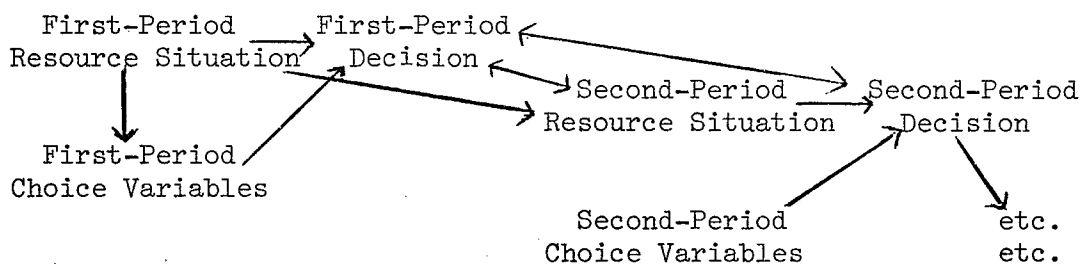 First-Period
Resource Situation
First-Period
Decision
Second-Period
Resource Situation
Second-Period
Decision
First-Period
Choice Variables
Second-Period
Choice Variables
etc.
etc.